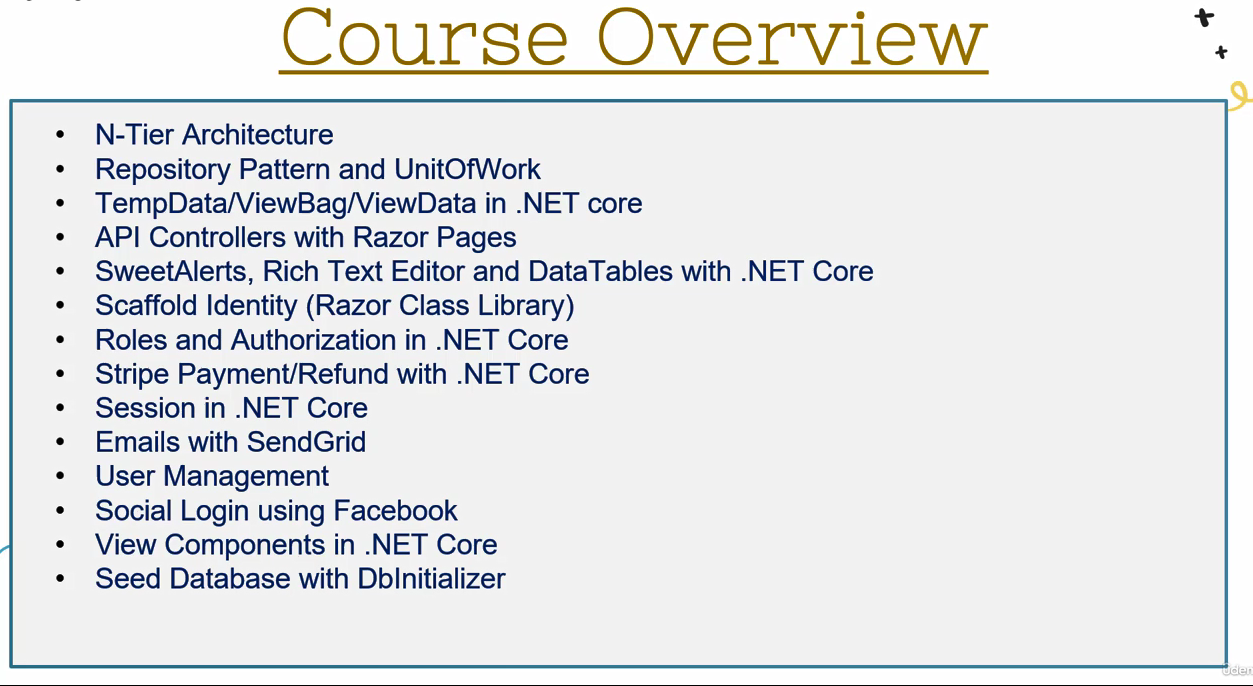 Course Overview
• N-Tier Architecture
• Repository Pattern and UnitOfWork
• TempData/ViewBag/ViewData in .NET core
• API Controllers with Razor Pages
• SweetAlerts, Rich Text Editor and DataTables with .NET Core
• Scaffold Identity (Razor Class Library)
• Roles and Authorization in .NET Core
• Stripe Payment/Refund with .NET Core
• Session in .NET Core
• Emails with SendGrid
• User Management
• Social Login using Facebook
• View Components in .NET Core
• Seed Database with DbInitializer